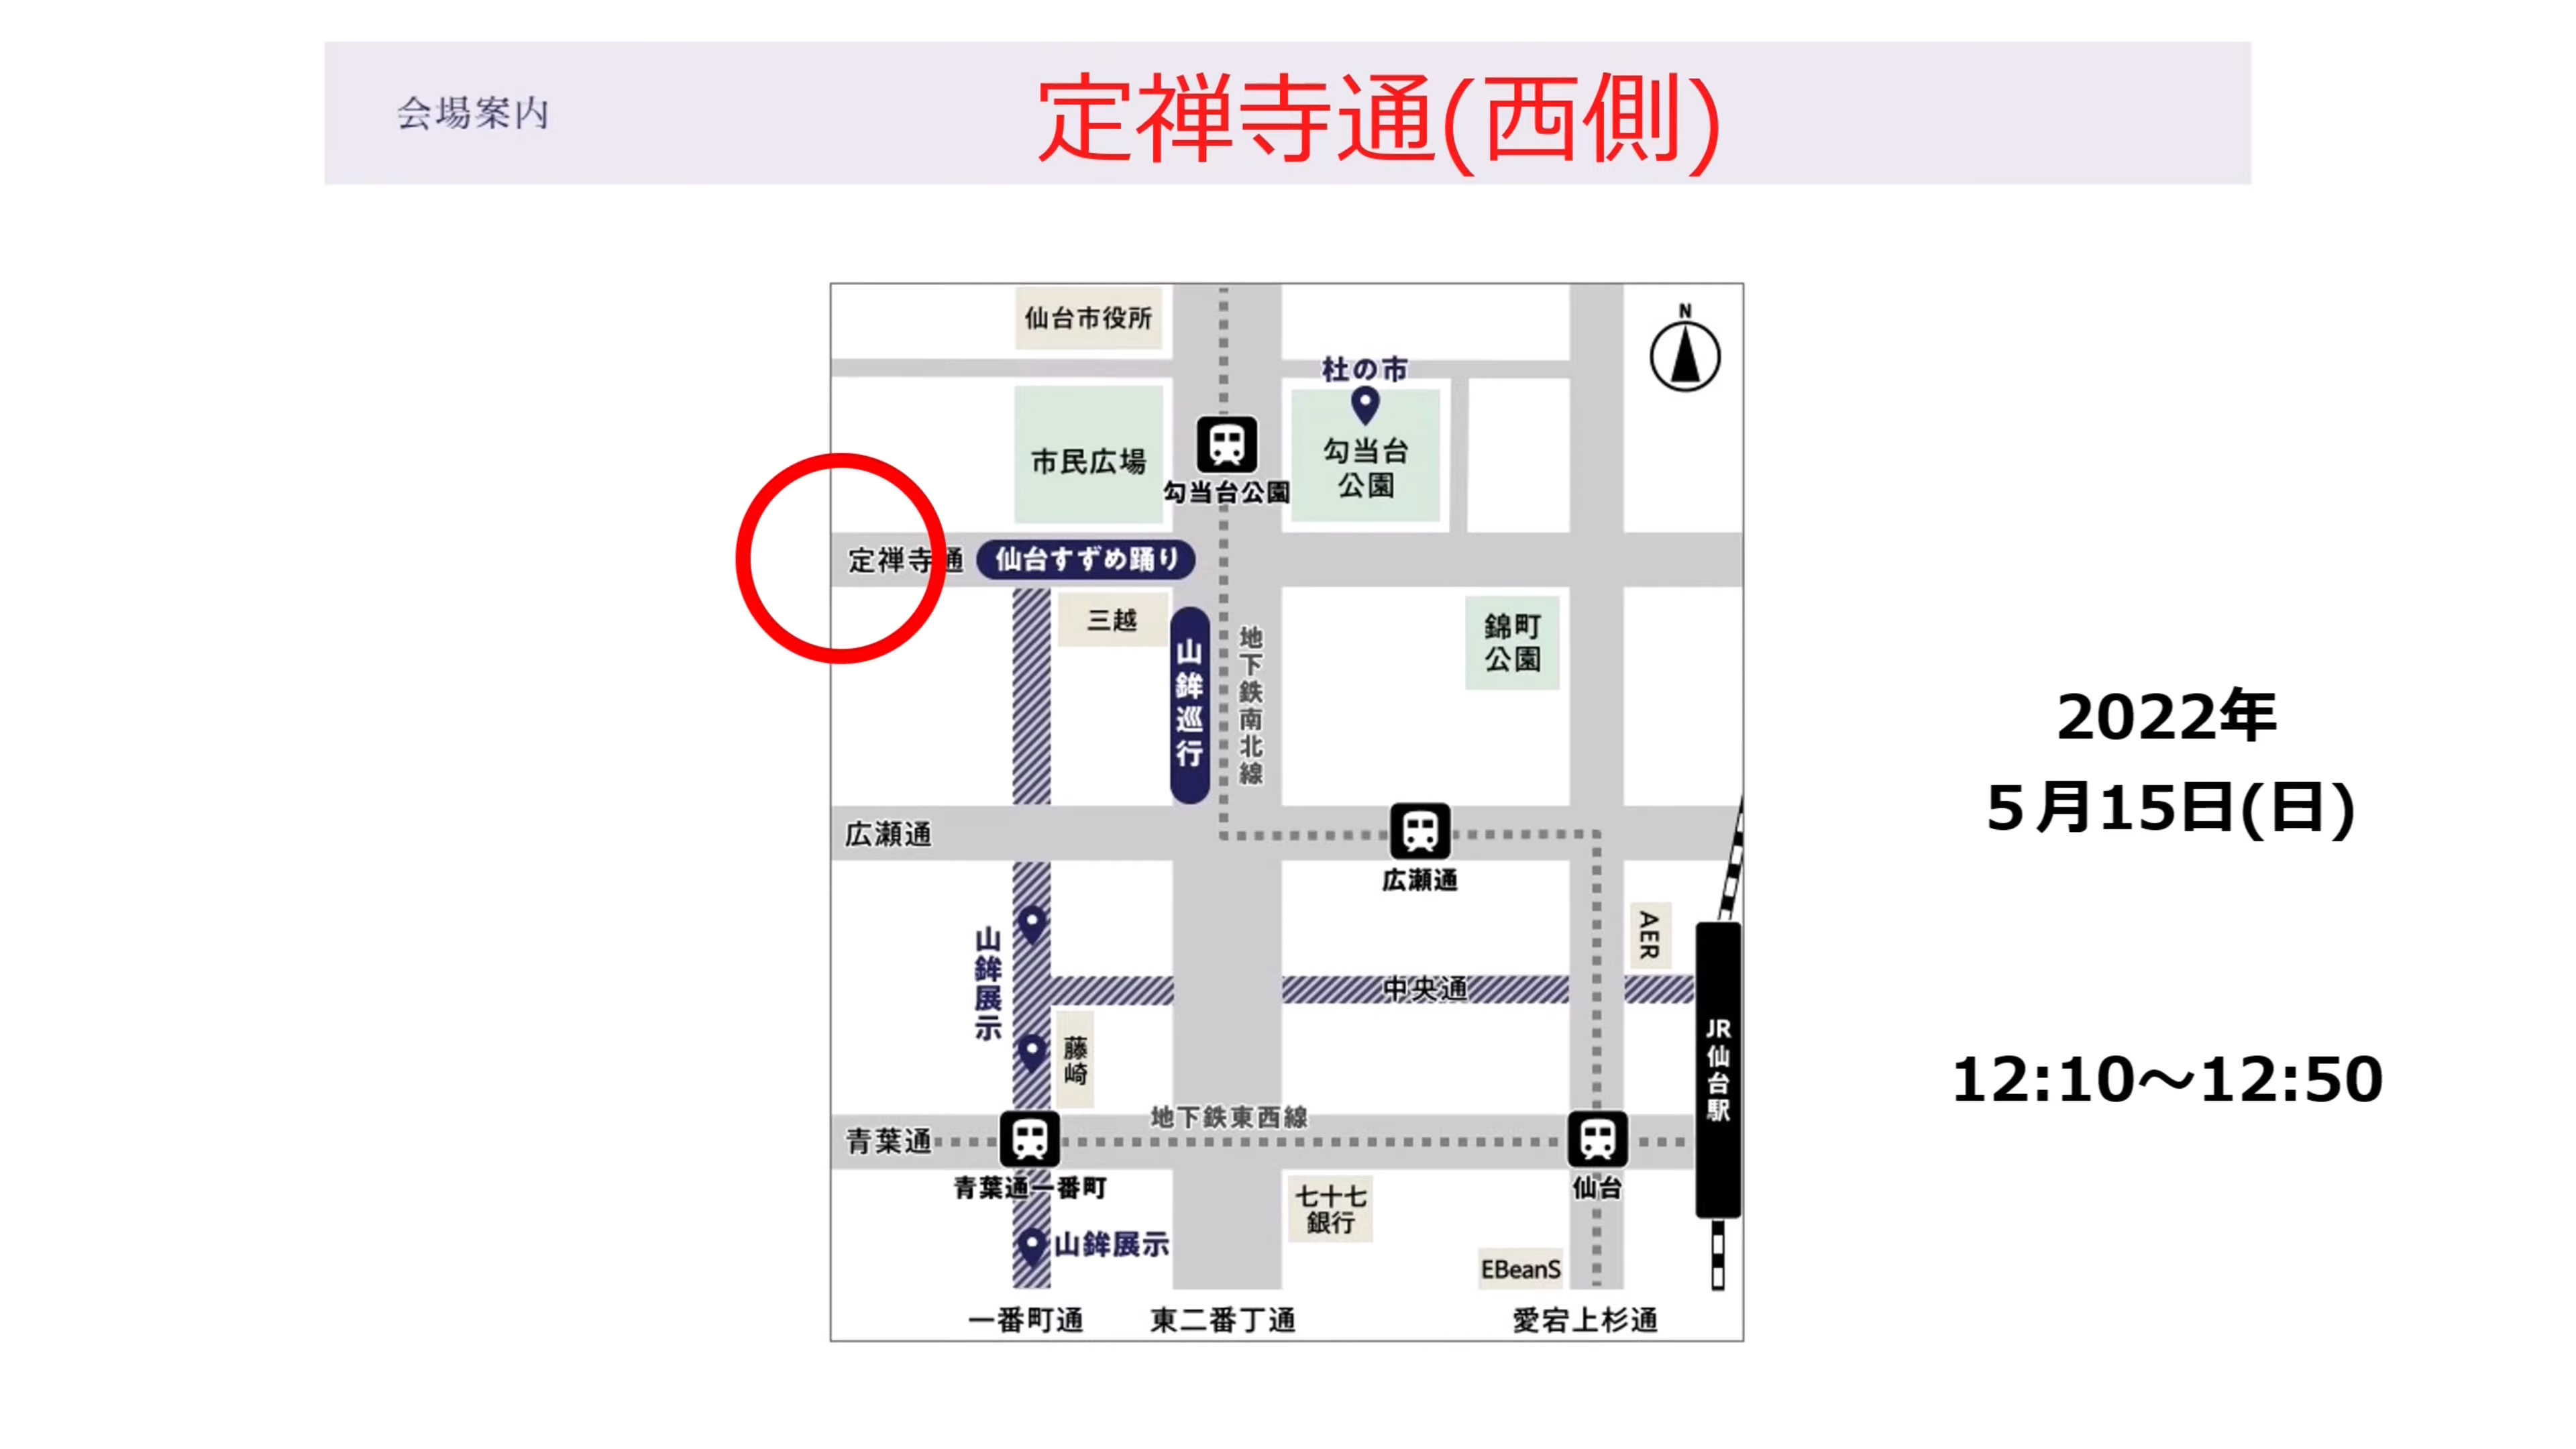 会場案内
定禅寺通(西側)
仙台市役所
N
杜の市
市民広場
勾当台公園
勾当台
公園
定禅寺通
仙台すずめ踊り
三越
山鉾巡行
地下鉄南北線
錦町
公園
2022年
5月15日(日)
12:10～12:50
広瀬通
広瀬通
AER
山鉾展示
中央通
藤崎
JR仙台駅
地下鉄東西線
青葉通
青葉通一番町
仙台
七十七
銀行
山鉾展示
EBeanS
一番町通
東二番丁通
愛宕上杉通